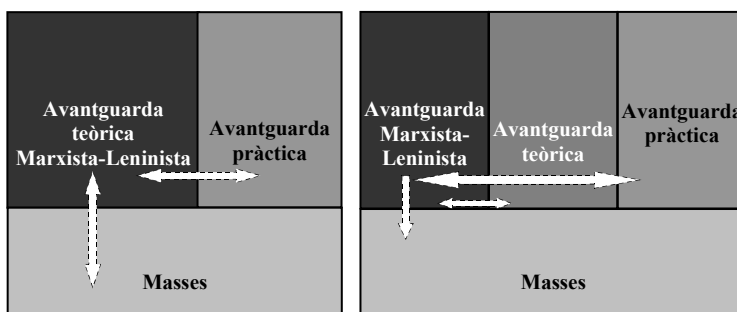 Avantguarda
teòrica
Marxista-Leninista
Avantguarda
pràctica
Masses
Avantguarda
Marxista-
Leninista
Avantguarda
teòrica
Avantguarda
pràctica
Masses